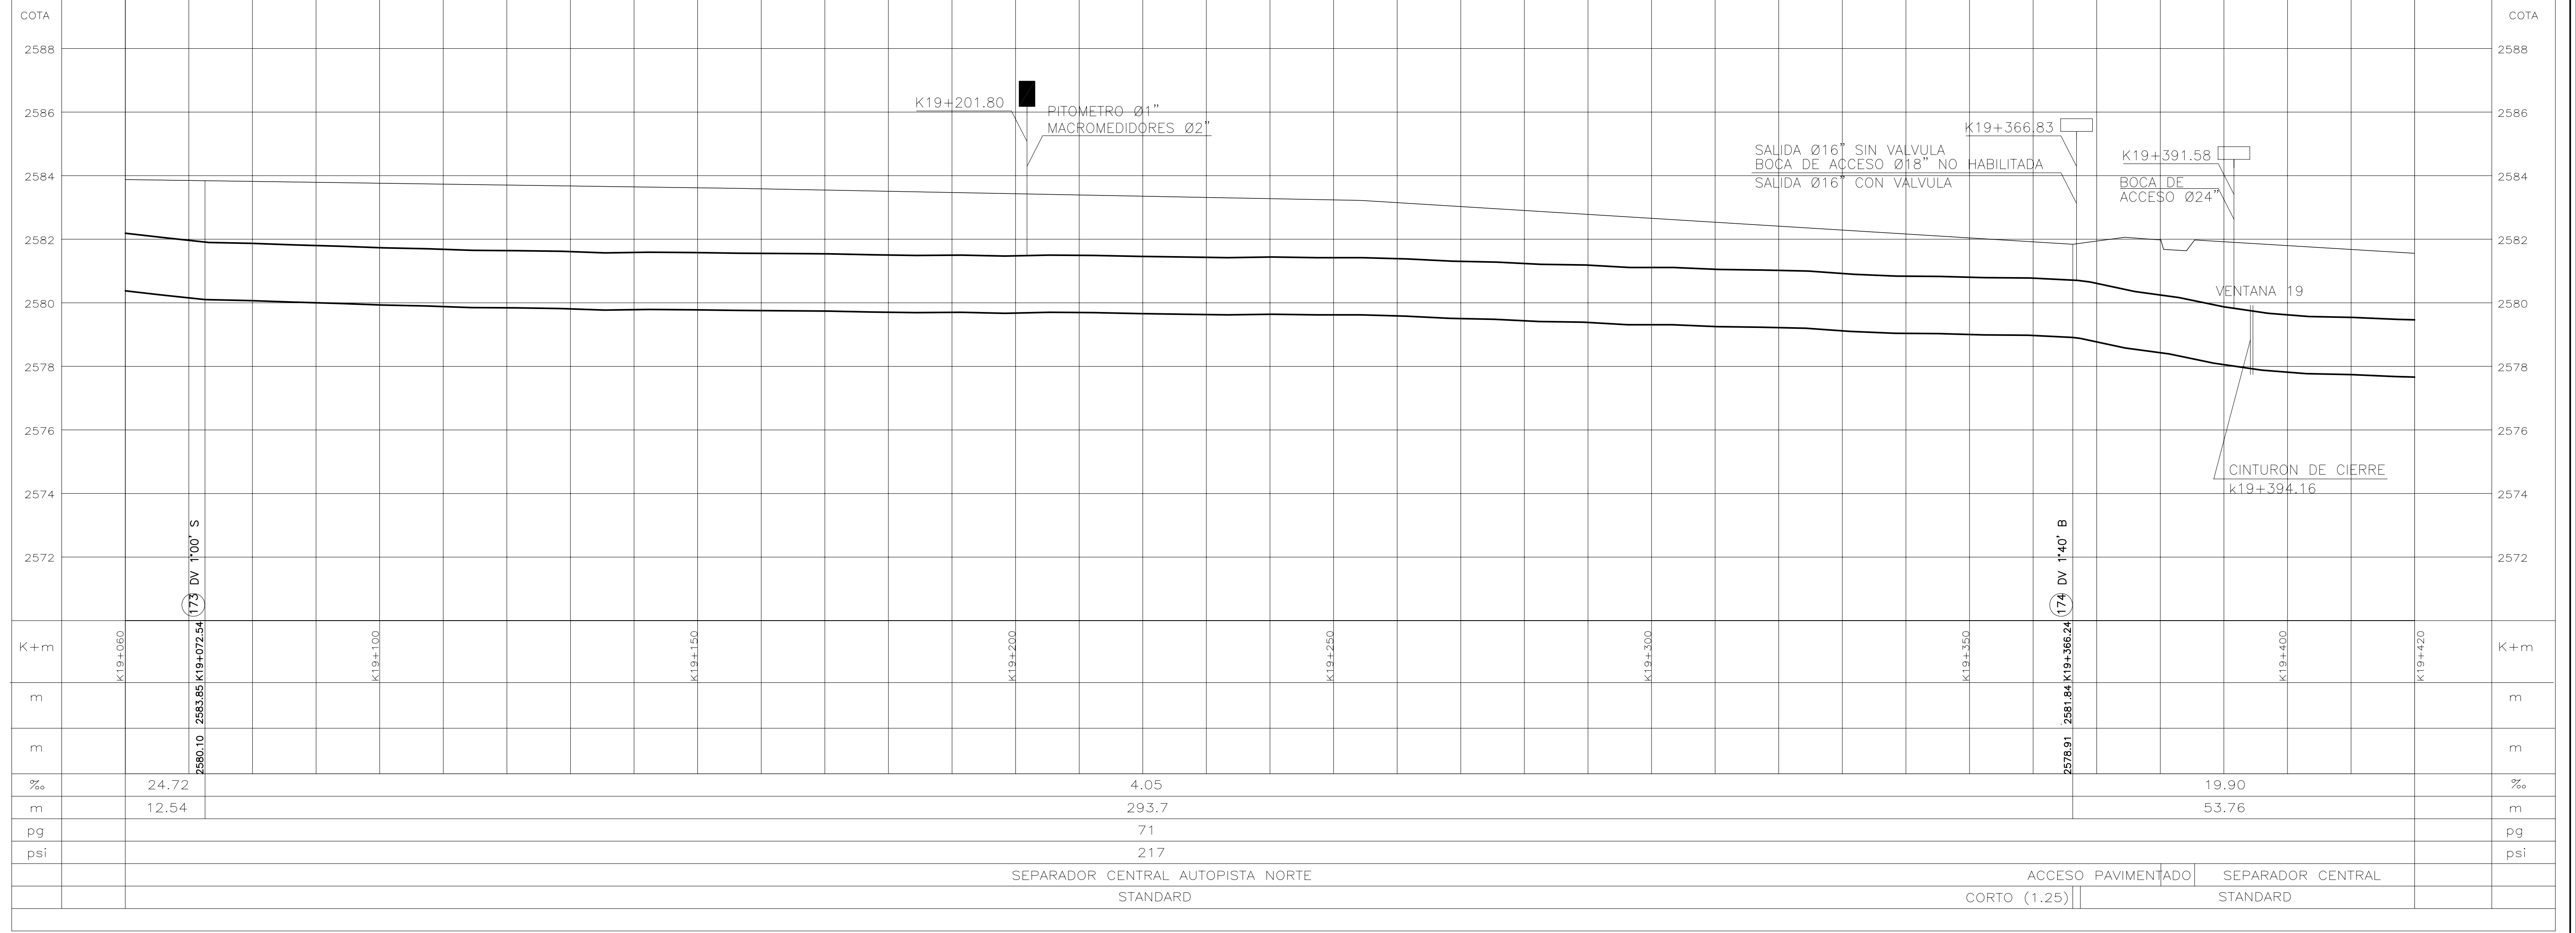 COTA
COTA
2588
2588
2586
2586
2584
2584
2582
2582
2580
2580
2578
2578
2576
2576
2574
2574
2572
2572
K19+201.80
PITOMETRO Ø1"
MACROMEDIDORES Ø2"
K19+366.83
SALIDA Ø16" SIN VALVULA
BOCA DE ACCESO Ø18" NO HABILITADA
SALIDA Ø16" CON VALVULA
K19+391.58
BOCA DE
ACCESO Ø24"
VENTANA 19
CINTURON DE CIERRE
k19+394.16
173 DV 1°00' S
174 DV 1°40' B
K+m
K19+060
K19+072.54
K19+100
K19+150
K19+200
K19+250
K19+300
K19+350
K19+366.24
K19+400
K19+420
K+m
m
2583.85
2581.84
m
m
2580.10
2578.91
m
‰
24.72
4.05
19.90
‰
m
12.54
293.7
53.76
m
pg
71
pg
psi
217
psi
SEPARADOR CENTRAL AUTOPISTA NORTE
ACCESO PAVIMENTADO
SEPARADOR CENTRAL
STANDARD
CORTO (1.25)
STANDARD